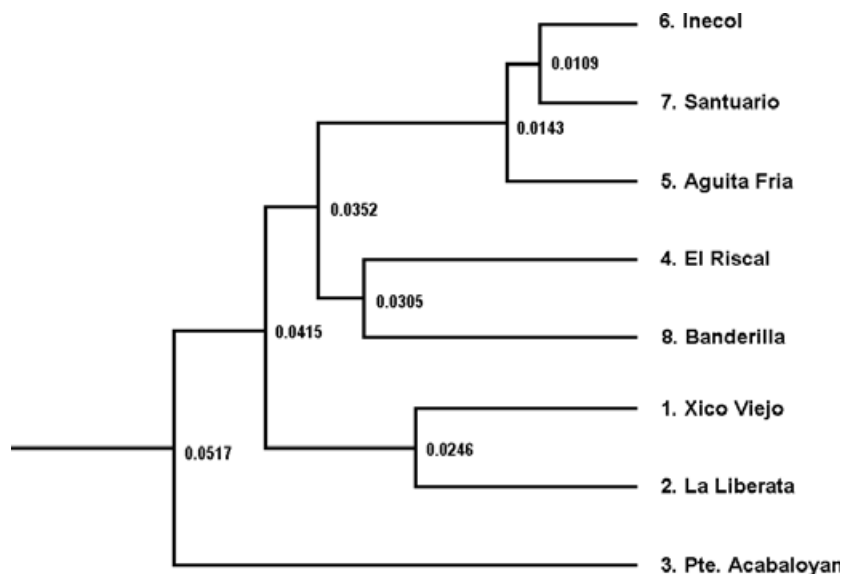 6. Inecol
0.0109
7. Santuario
0.0143
5. Aguita Fria
0.0352
4. El Riscal
0.0305
0.0415
8. Banderilla
1. Xico Viejo
0.0517
0.0246
2. La Liberata
3. Pte. Acabaloyan